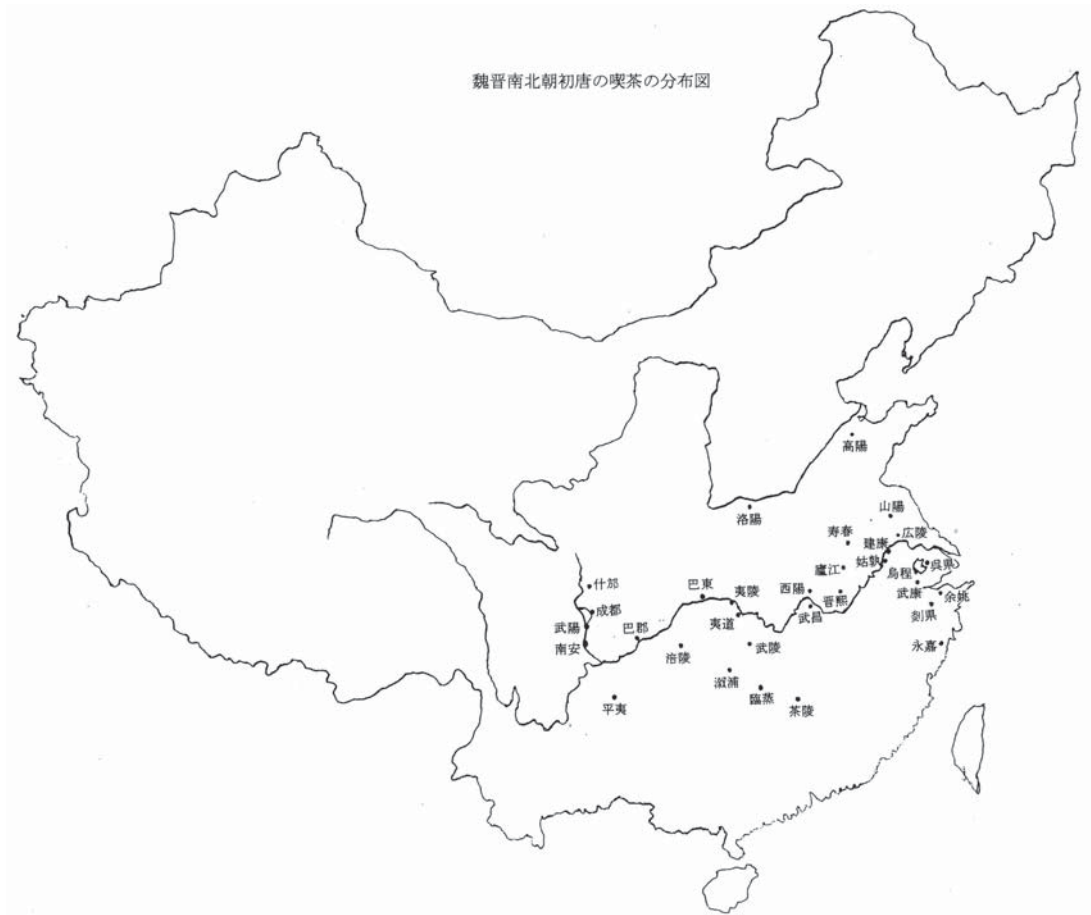 魏晋南北朝初唐の喫茶の分布図
高陽
洛陽
山陽
寿春
広陵
建康
姑孰
呉県
烏程
廬江
武康
余姚
剡県
西陽
晋熙
武昌
永嘉
什邡
成都
武陽
南安
巴郡
巴東
夷陵
夷道
涪陵
武陵
溆浦
臨蒸
茶陵
平夷